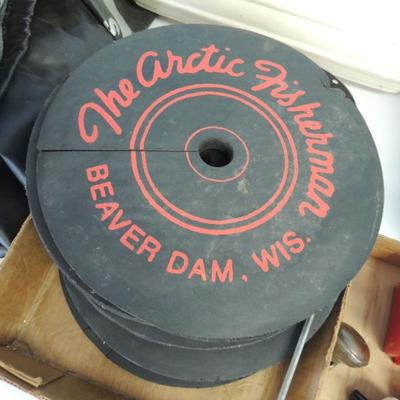 The Arctic Fisherman
BEAVER DAM, WIS.